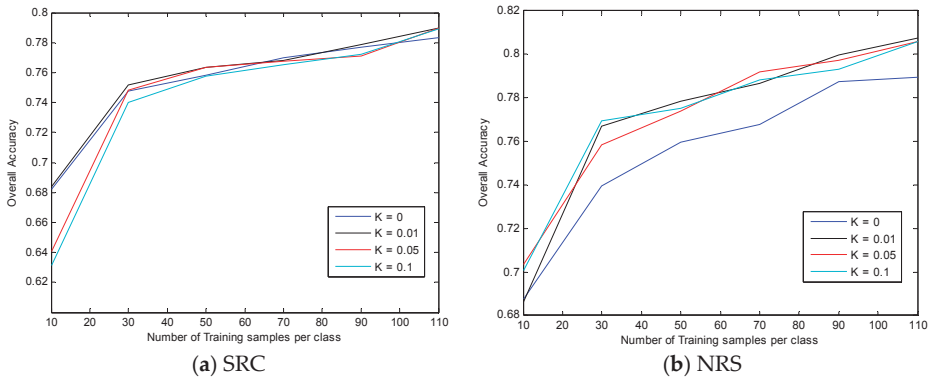 0.8
0.78
0.76
0.74
0.72
0.7
0.68
0.66
0.64
0.62
Overall Accuracy
10 20 30 40 50 60 70 80 90 100 110
Number of Training samples per class
K = 0
K = 0.01
K = 0.05
K = 0.1
(a) SRC
0.82
0.8
0.78
0.76
0.74
0.72
0.7
0.68
Overall Accuracy
10 20 30 40 50 60 70 80 90 100 110
Number of Training samples per class
K = 0
K = 0.01
K = 0.05
K = 0.1
(b) NRS